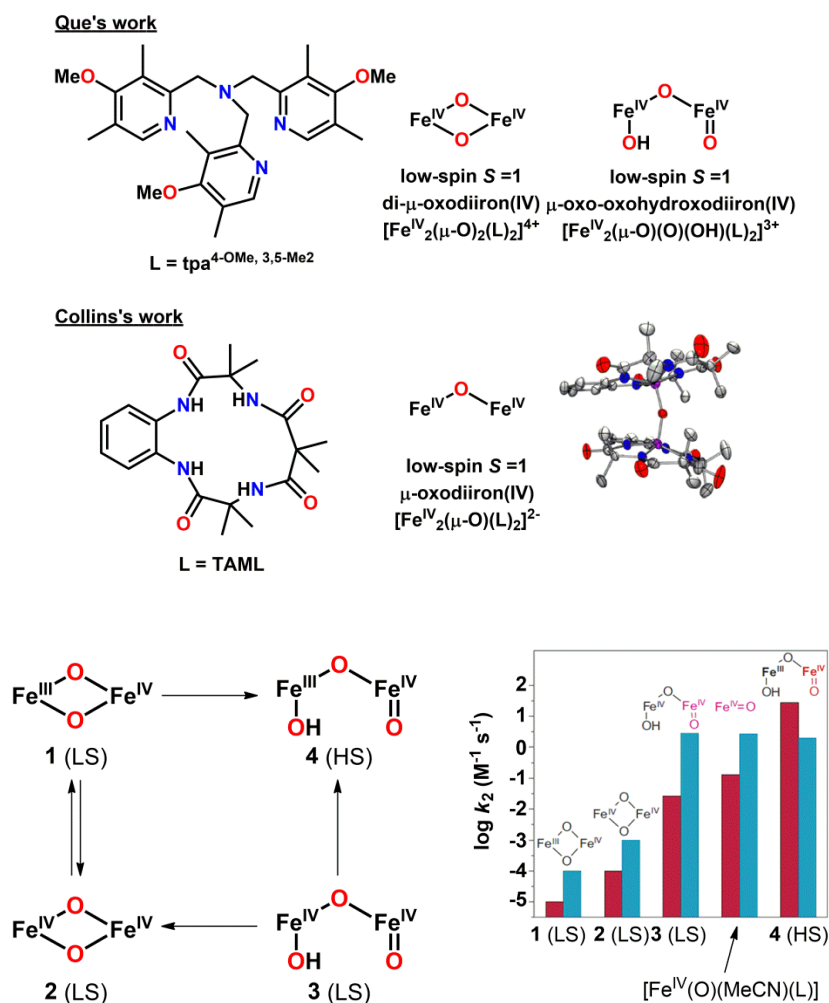 Que's work
MeO
N
OMe
N
N
MeO
N
L = tpa4-OMe, 3,5-Me2
O
FeIV FeIV
O
low-spin S =1
di-μ-oxodiiron(IV)
[FeIV2(μ-O)2(L)2]4+
O
FeIV FeIV
OH O
low-spin S =1
μ-oxo-oxohydroxodiiron(IV)
[FeIV2(μ-O)(O)(OH)(L)2]3+
Collins's work
O
O
NH HN
NH HN
O
O
L = TAML
O
FeIV FeIV
low-spin S =1
μ-oxodiiron(IV)
[FeIV2(μ-O)(L)2]2-
O
FeIII FeIV
O
1 (LS)
O
FeIII FeIV
OH O
4 (HS)
O
FeIV FeIV
O
2 (LS)
O
FeIV FeIV
OH O
3 (LS)
log k2 (M-1 s-1)
2
1
0
-1
-2
-3
-4
-5
O
FeIII FeIV
O
O
FeIV FeIV
O
O
FeIV FeIV
OH O
FeIV=O
O
FeIII FeIV
OH O
1 (LS) 2 (LS) 3 (LS) 4 (HS)
[FeIV(O)(MeCN)(L)]